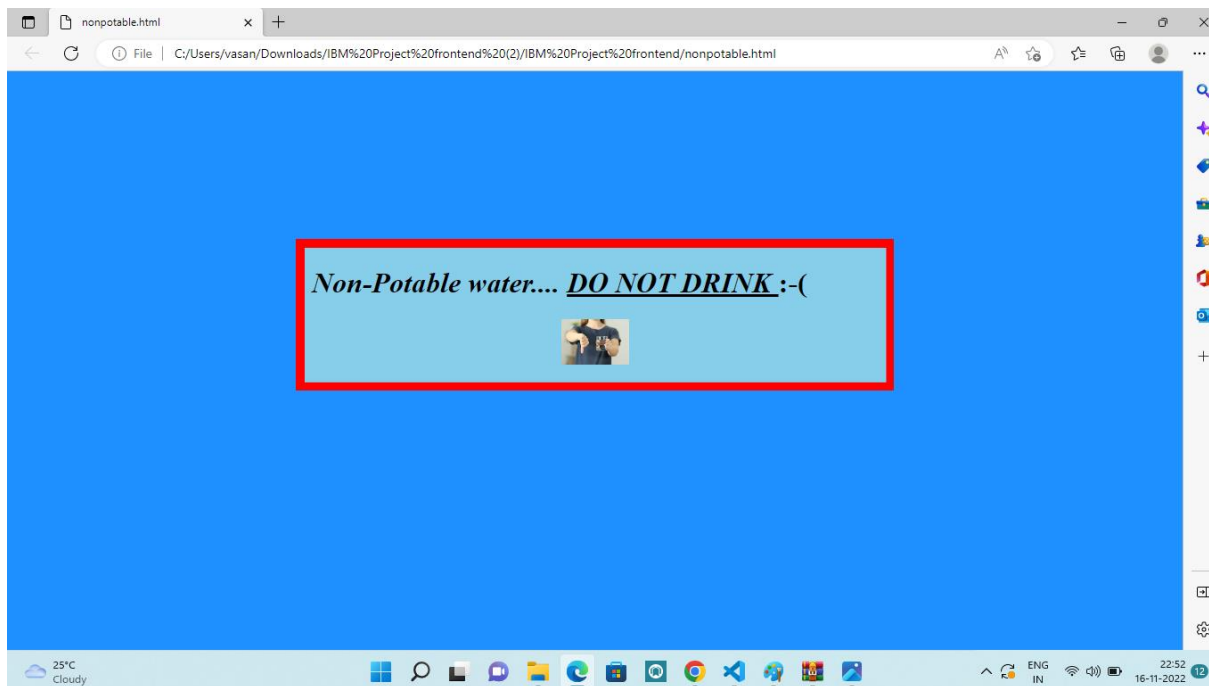 nonpotable.html
File | C:/Users/vasan/Downloads/IBM%20Project%20frontend%20(2)/IBM%20Project%20frontend/nonpotable.html
Non-Potable water.... DO NOT DRINK :-(
25°C
Cloudy
ENG
IN
22:52
16-11-2022
12